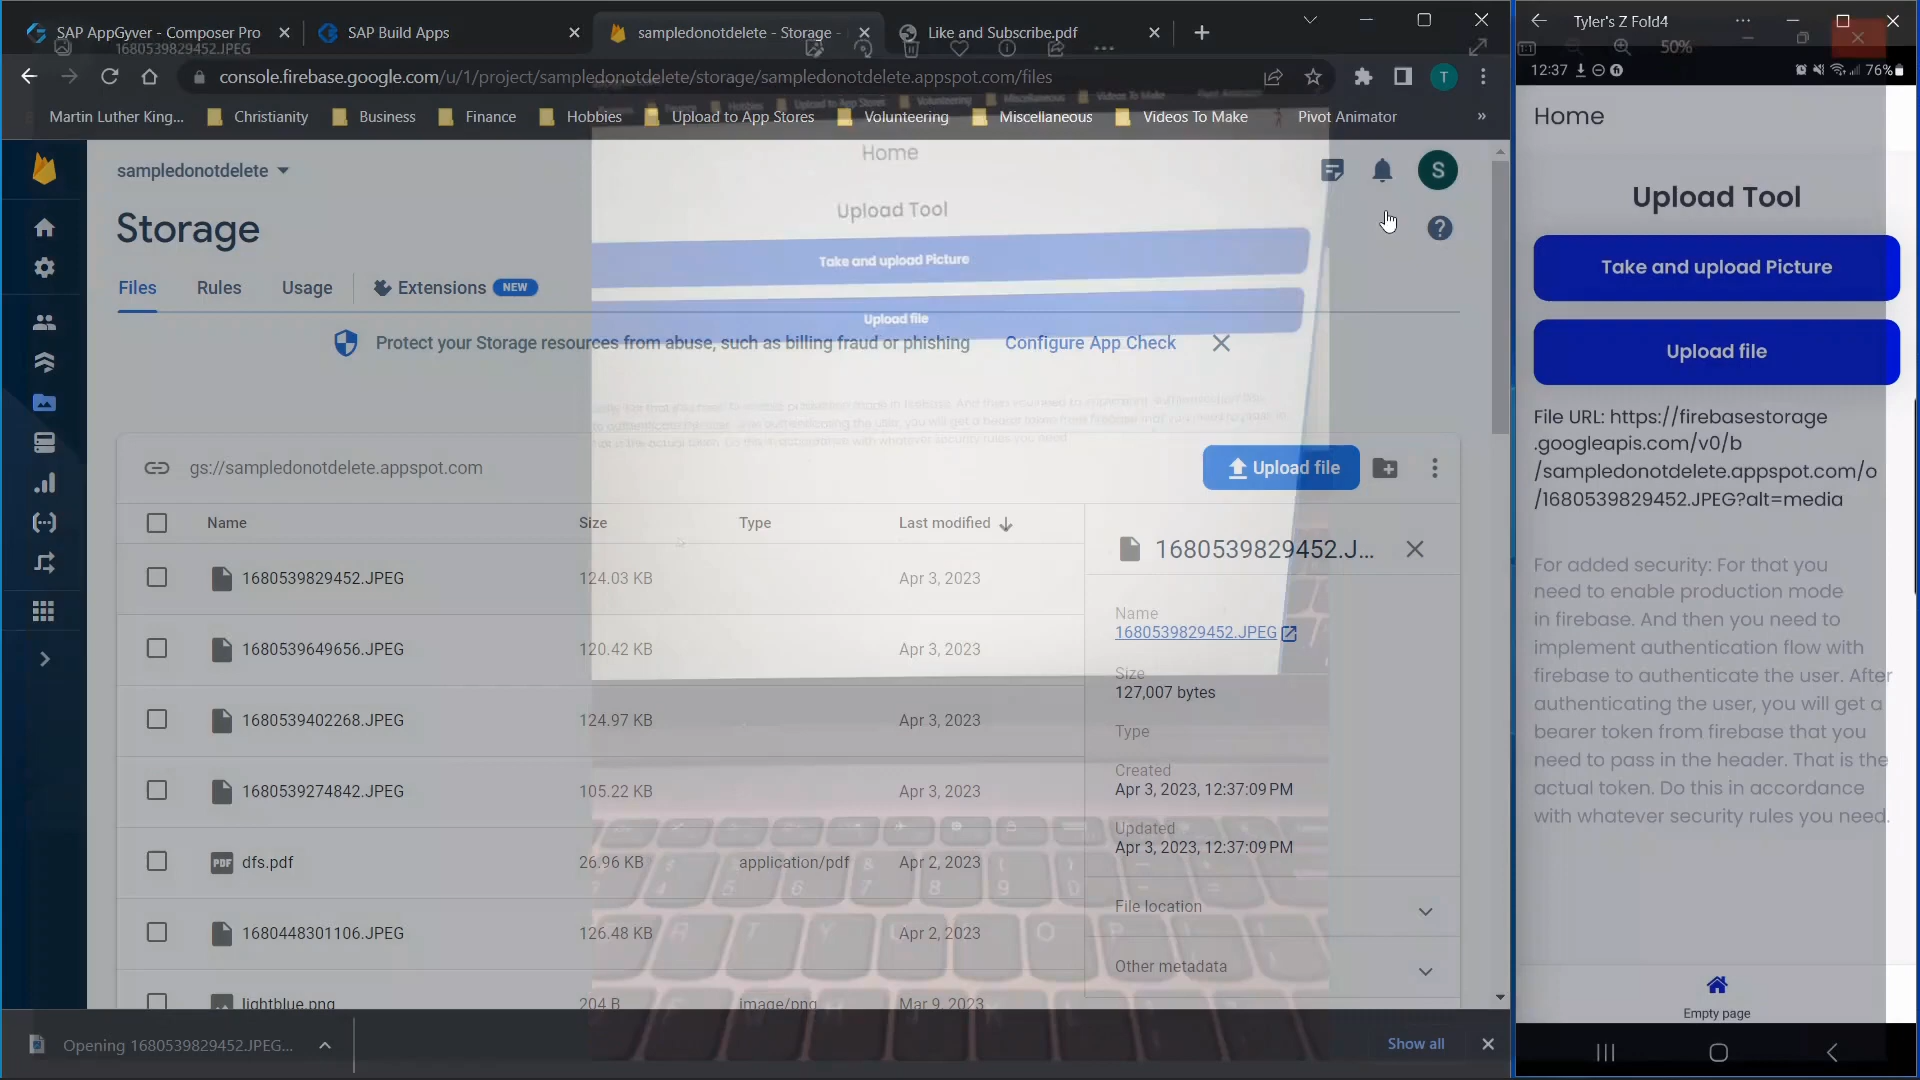 SAP AppGyver - Composer Pro
SAP Build Apps
sampledonotdelete - Storage -
Like and Subscribe.pdf
1680539829452.JPEG
console.firebase.google.com/u/1/project/sampledonotdelete/storage/sampledonotdelete.appspot.com/files
T
Martin Luther King...
Christianity
Business
Finance
Hobbies
Upload to App Stores
Volunteering
Miscellaneous
Videos To Make
Pivot Animator
»
sampledonotdelete
S
Storage
Files
Rules
Usage
Extensions
NEW
Protect your Storage resources from abuse, such as billing fraud or phishing
Configure App Check
Home
Upload Tool
Take and upload Picture
Upload file
gs://sampledonotdelete.appspot.com
Upload file
Name
Size
Type
Last modified
1680539829452.JPEG
124.03 KB
Apr 3, 2023
1680539649656.JPEG
120.42 KB
Apr 3, 2023
1680539402268.JPEG
124.97 KB
Apr 3, 2023
1680539274842.JPEG
105.22 KB
Apr 3, 2023
PDF
dfs.pdf
26.96 KB
application/pdf
Apr 2, 2023
1680448301106.JPEG
126.48 KB
Apr 2, 2023
lightblue.png
204 B
image/png
Mar 9, 2023
1680539829452.J...
Name
1680539829452.JPEG
Size
127,007 bytes
Type
Created
Apr 3, 2023, 12:37:09 PM
Updated
Apr 3, 2023, 12:37:09 PM
File location
Other metadata
Opening 1680539829452.JPEG...
Show all
Tyler's Z Fold4
50%
12:37
76%
Home
Upload Tool
Take and upload Picture
Upload file
File URL: https://firebasestorage
.googleapis.com/v0/b
/sampledonotdelete.appspot.com/o
/1680539829452.JPEG?alt=media
For added security: For that you
need to enable production mode
in firebase. And then you need to
implement authentication flow with
firebase to authenticate the user. After
authenticating the user, you will get a
bearer token from firebase that you
need to pass in the header. That is the
actual token. Do this in accordance
with whatever security rules you need.
Empty page